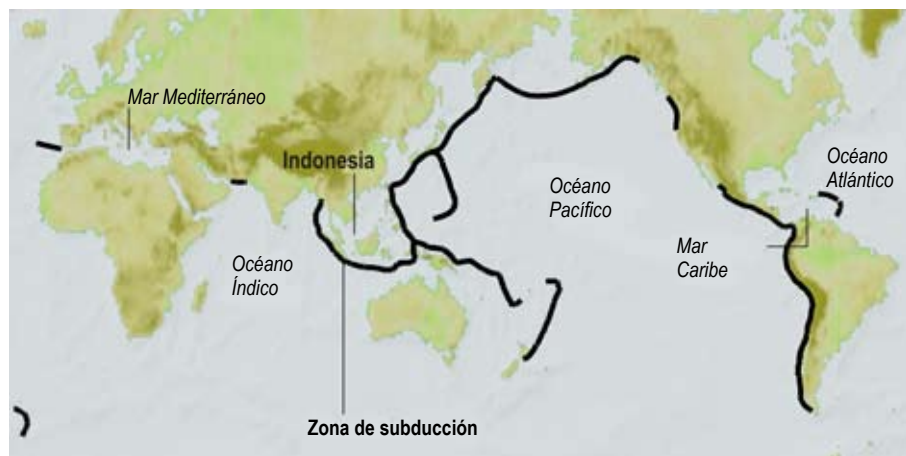 Mar Mediterráneo
Indonesia
Océano
Pacífico
Océano
Atlántico
Océano
Índico
Mar
Caribe
Zona de subducción